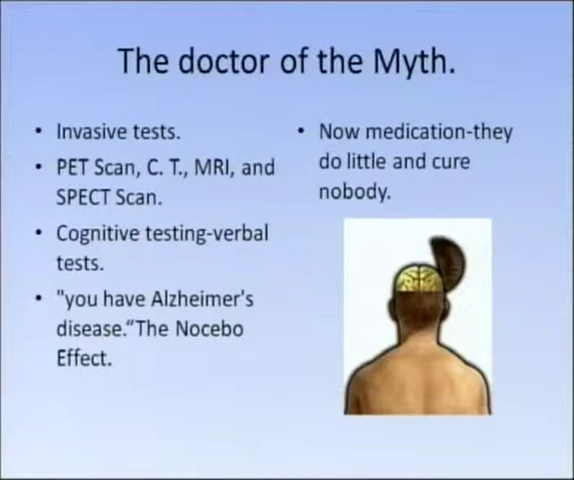 The doctor of the Myth.
• Invasive tests.
• PET Scan, C. T., MRI, and
SPECT Scan.
• Cognitive testing-verbal
tests.
• "you have Alzheimer's
disease.“The Nocebo
Effect.
• Now medication-they
do little and cure
nobody.